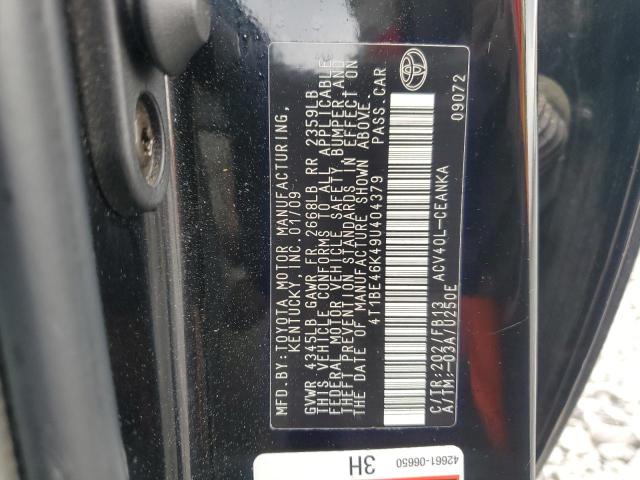 MFD.BY:TOYOTA MOTOR MANUFACTURING,
KENTUCKY, INC. 01/09
GVWR 4345LB GAWR FR 2668LB RR 2359LB
THIS VEHICLE CONFORMS TO ALL APPLICABLE
FEDERAL MOTOR VEHICLE SAFETY, BUMPER AND
THEFT PREVENTION STANDARDS IN EFFECT ON
THE DATE OF MANUFACTURE SHOWN ABOVE.
4T1BE46K49U404379 PASS CAR
C/TR:202/FB13 ACV40L-CEANKA
A/TM:-03A/U250E
09072
42661-06650
3H